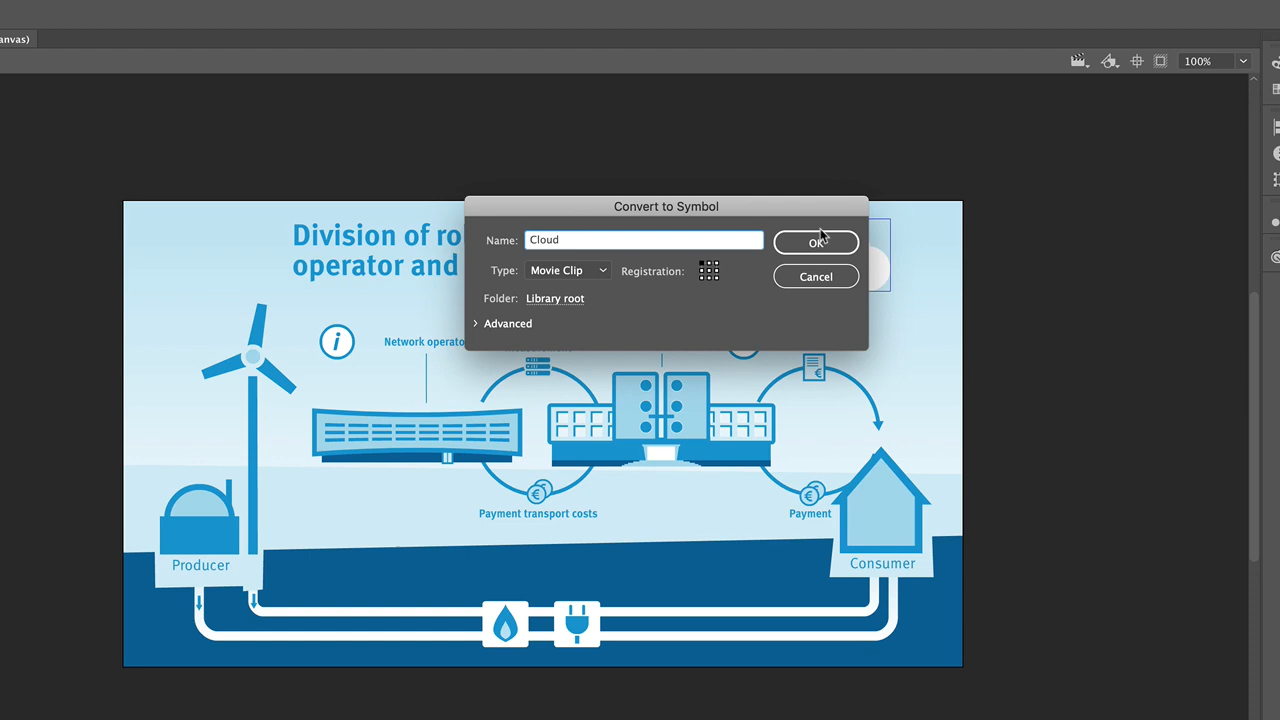 anvas)
100%
Convert to Symbol
Name: Cloud
OK
Type: Movie Clip
Registration:
Cancel
Folder: Library root
Advanced
Division of ro
operator and
i
Network operato
€
€
€
Payment transport costs
Payment
Producer
Consumer